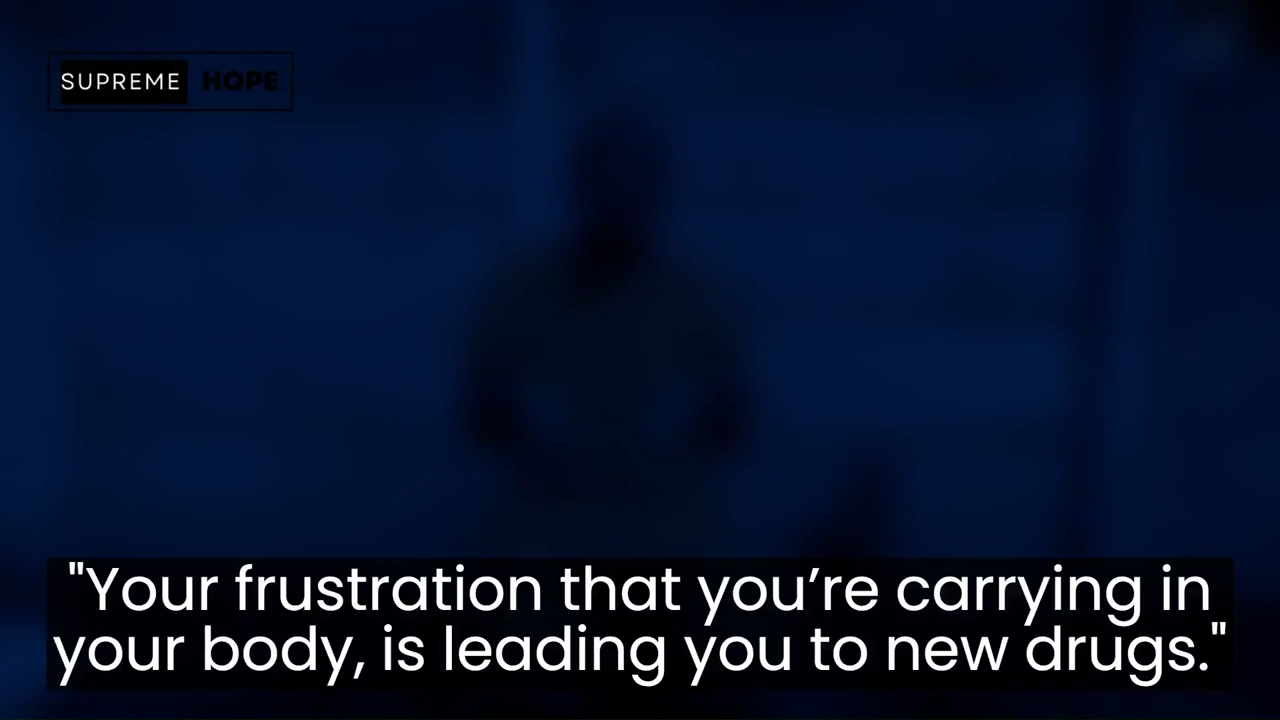 SUPREME HOPE
"Your frustration that you’re carrying in
your body, is leading you to new drugs."